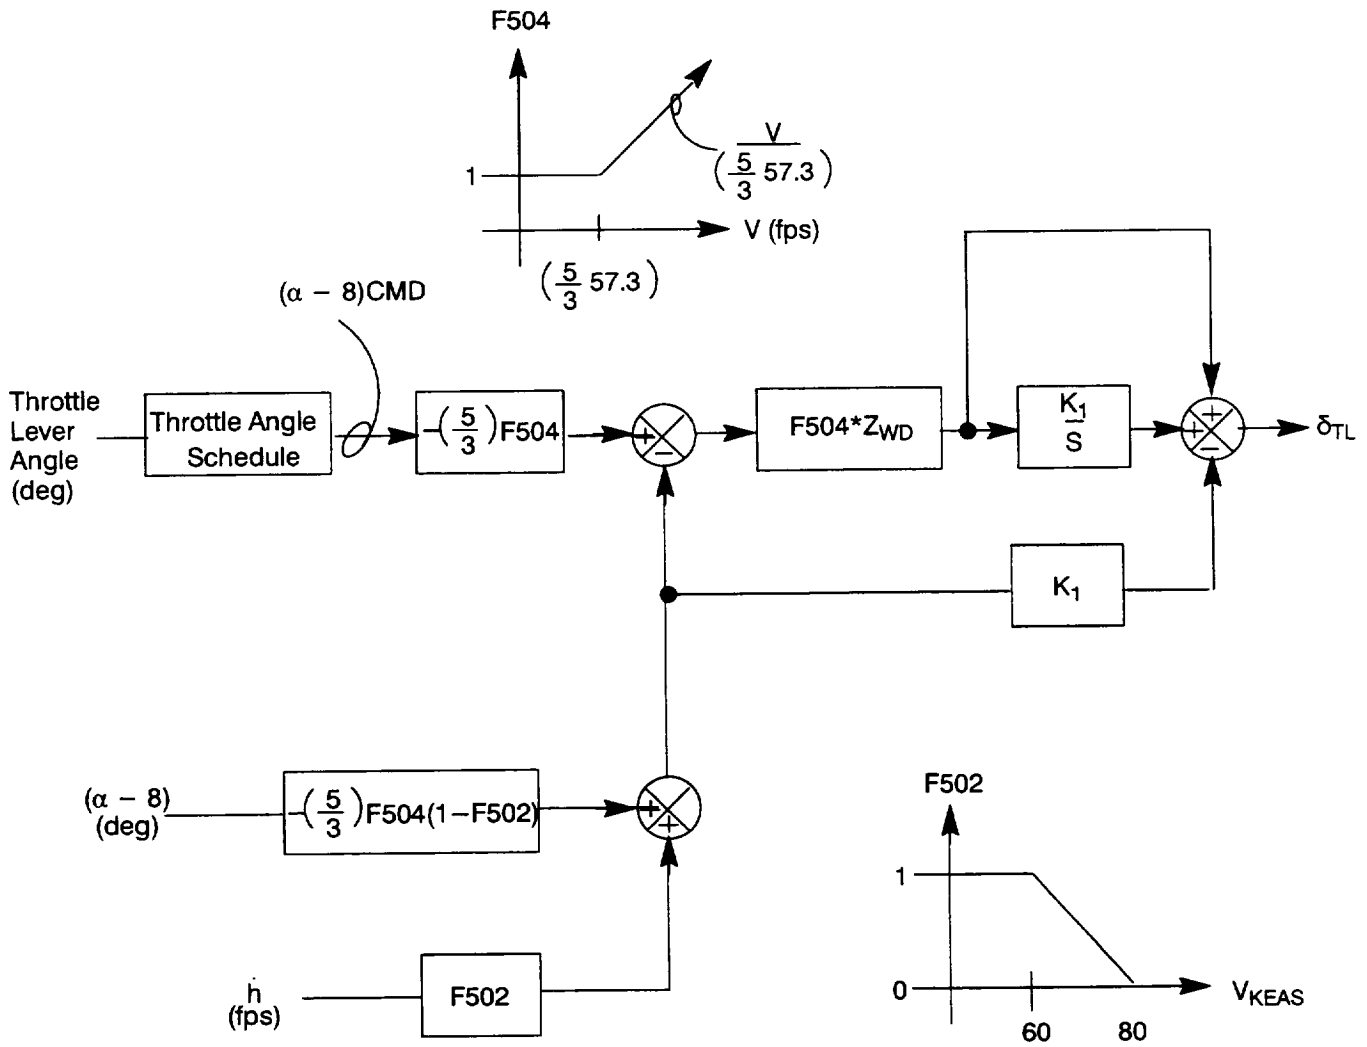 F504
1
V
(5/3 57.3)
V (fps)
(5/3 57.3)
(α − 8)CMD
Throttle
Lever
Angle
(deg)
Throttle Angle
Schedule
−(5/3)F504
+
−
F504*Z_WD
K₁
S
+
+
−
δ_TL
K₁
(α − 8)
(deg)
−(5/3)F504(1−F502)
+
+
ḣ
(fps)
F502
F502
1
0
60
80
V_KEAS